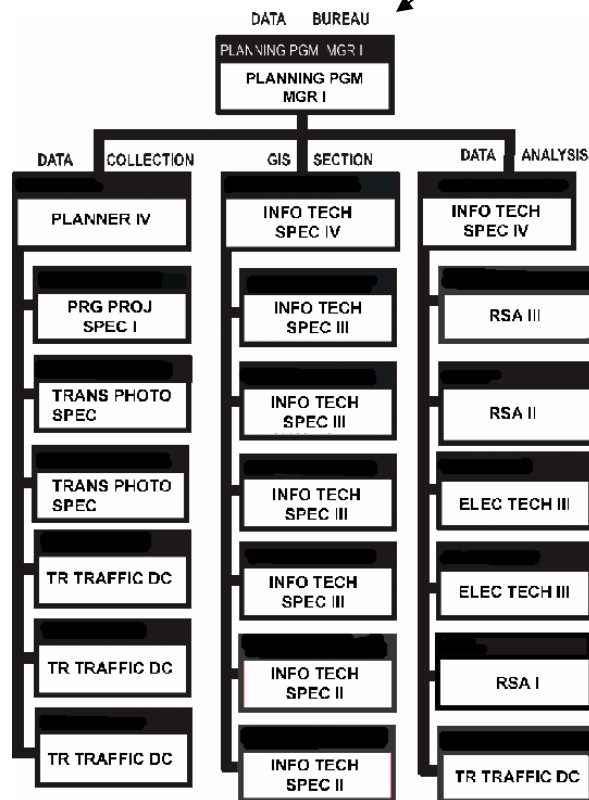 DATA BUREAU
PLANNING PGM MGR I
PLANNING PGM
MGR I
DATA COLLECTION
PLANNER IV
PRG PROJ
SPEC I
TRANS PHOTO
SPEC
TRANS PHOTO
SPEC
TR TRAFFIC DC
TR TRAFFIC DC
TR TRAFFIC DC
GIS SECTION
INFO TECH
SPEC IV
INFO TECH
SPEC III
INFO TECH
SPEC III
INFO TECH
SPEC III
INFO TECH
SPEC III
INFO TECH
SPEC II
INFO TECH
SPEC II
DATA ANALYSIS
INFO TECH
SPEC IV
RSA III
RSA II
ELEC TECH III
ELEC TECH III
RSA I
TR TRAFFIC DC